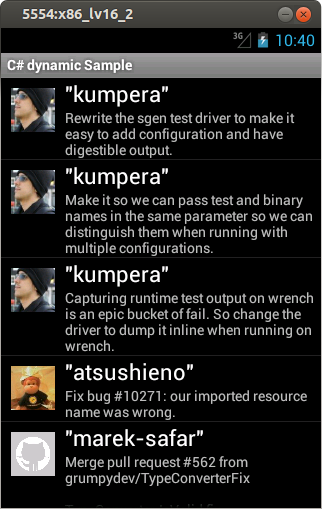 5554:x86_lv16_2
3G 10:40
C# dynamic Sample
"kumpera"
Rewrite the sgen test driver to make it
easy to add configuration and have
digestible output.
"kumpera"
Make it so we can pass test and binary
names in the same parameter so we can
distinguish them when running with
multiple configurations.
"kumpera"
Capturing runtime test output on wrench
is an epic bucket of fail. So change the
driver to dump it inline when running on
wrench.
"atsushieno"
Fix bug #10271: our imported resource
name was wrong.
"marek-safar"
Merge pull request #562 from
grumpydev/TypeConverterFix